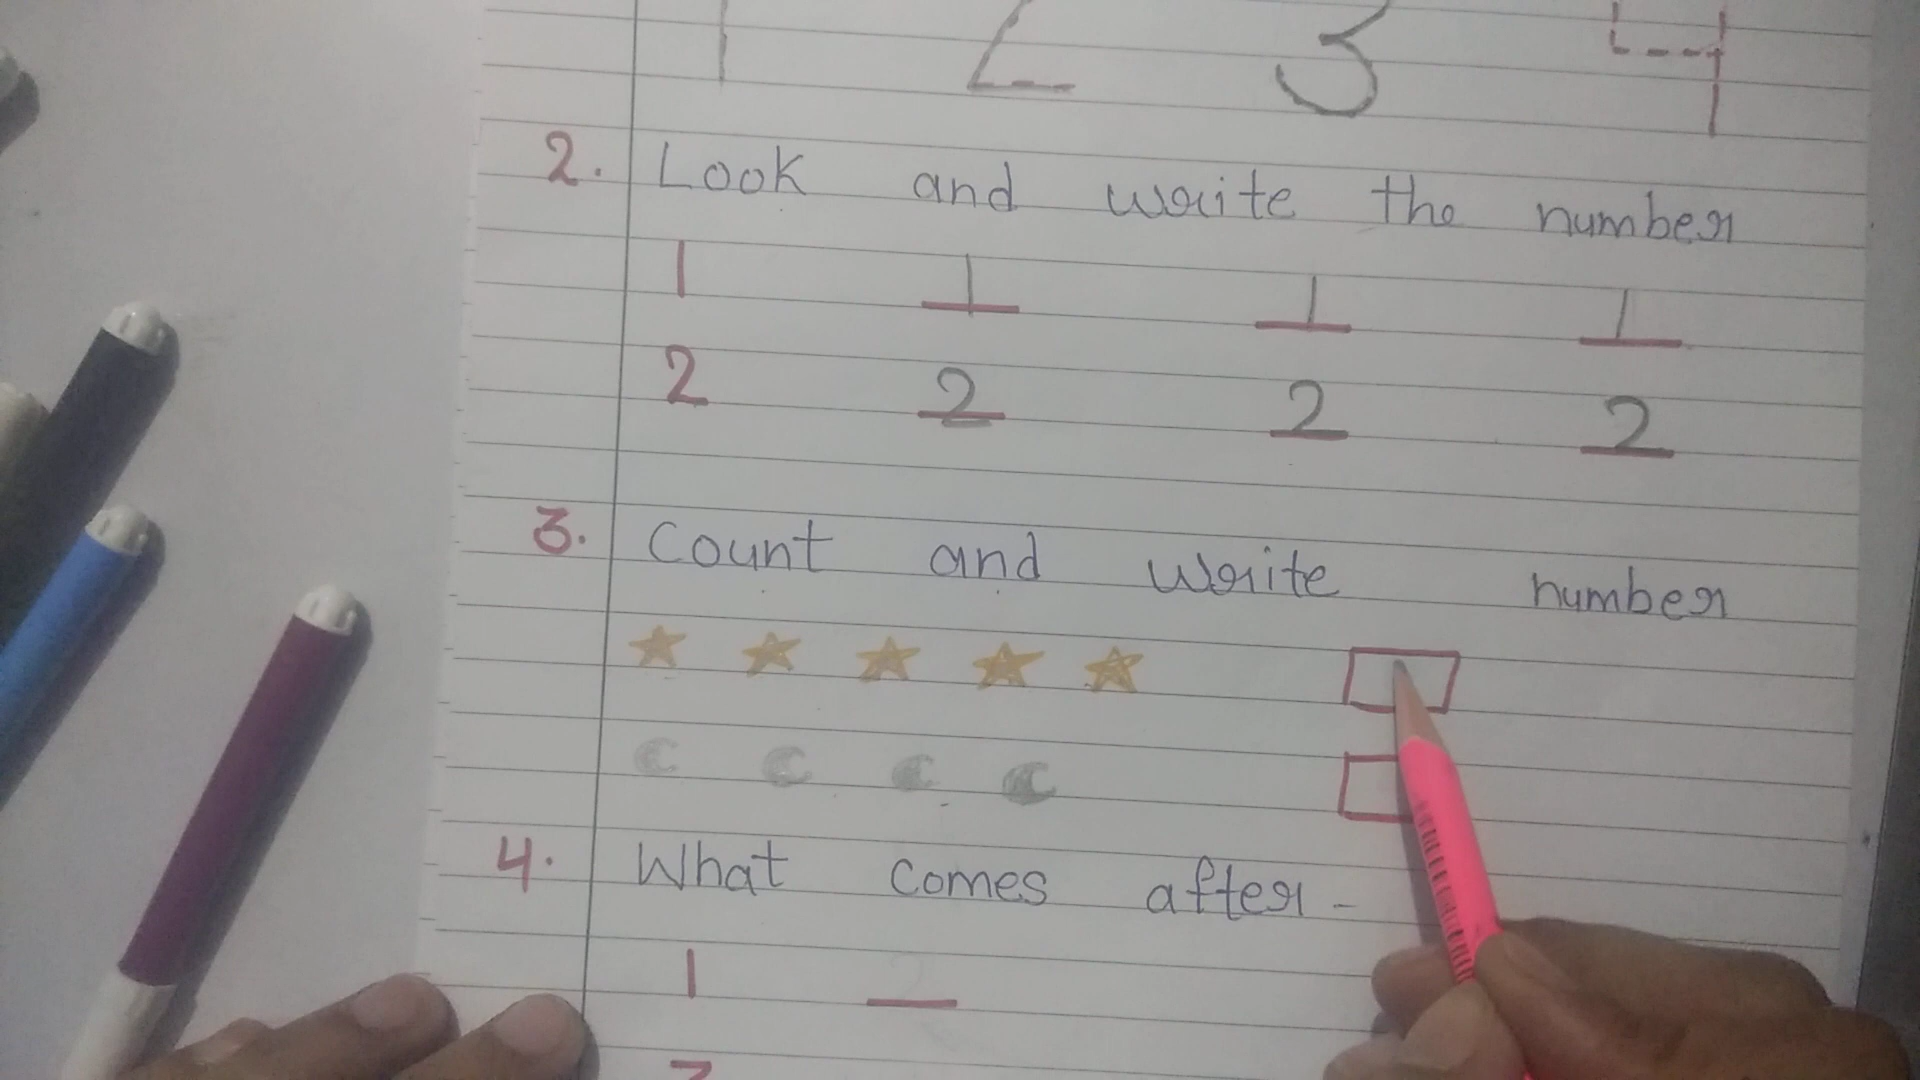 1 2 3 4
2. Look and write the number
1 1 1 1
2 2 2 2
3. Count and write number
4. What comes after -
1